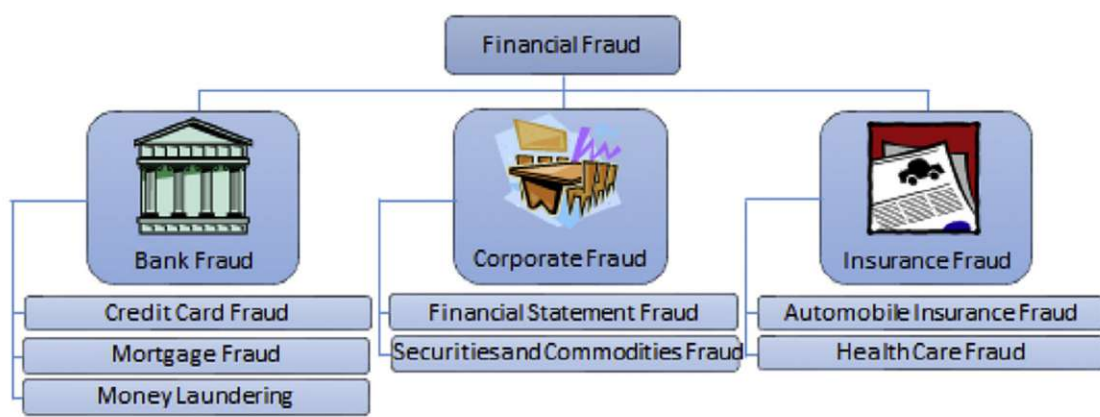 Financial Fraud
Bank Fraud
Corporate Fraud
Insurance Fraud
Credit Card Fraud
Financial Statement Fraud
Automobile Insurance Fraud
Mortgage Fraud
Securities and Commodities Fraud
Health Care Fraud
Money Laundering